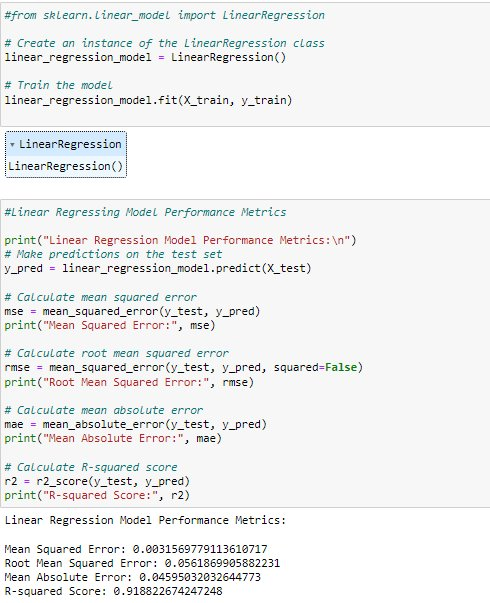 #from sklearn.linear_model import LinearRegression
# Create an instance of the LinearRegression class
linear_regression_model = LinearRegression()
# Train the model
linear_regression_model.fit(X_train, y_train)
▾ LinearRegression
LinearRegression()
#Linear Regressing Model Performance Metrics
print("Linear Regression Model Performance Metrics:\n")
# Make predictions on the test set
y_pred = linear_regression_model.predict(X_test)
# Calculate mean squared error
mse = mean_squared_error(y_test, y_pred)
print("Mean Squared Error:", mse)
# Calculate root mean squared error
rmse = mean_squared_error(y_test, y_pred, squared=False)
print("Root Mean Squared Error:", rmse)
# Calculate mean absolute error
mae = mean_absolute_error(y_test, y_pred)
print("Mean Absolute Error:", mae)
# Calculate R-squared score
r2 = r2_score(y_test, y_pred)
print("R-squared Score:", r2)
Linear Regression Model Performance Metrics:
Mean Squared Error: 0.0031569779113610717
Root Mean Squared Error: 0.0561869905882231
Mean Absolute Error: 0.04595032032644773
R-squared Score: 0.918822674247248